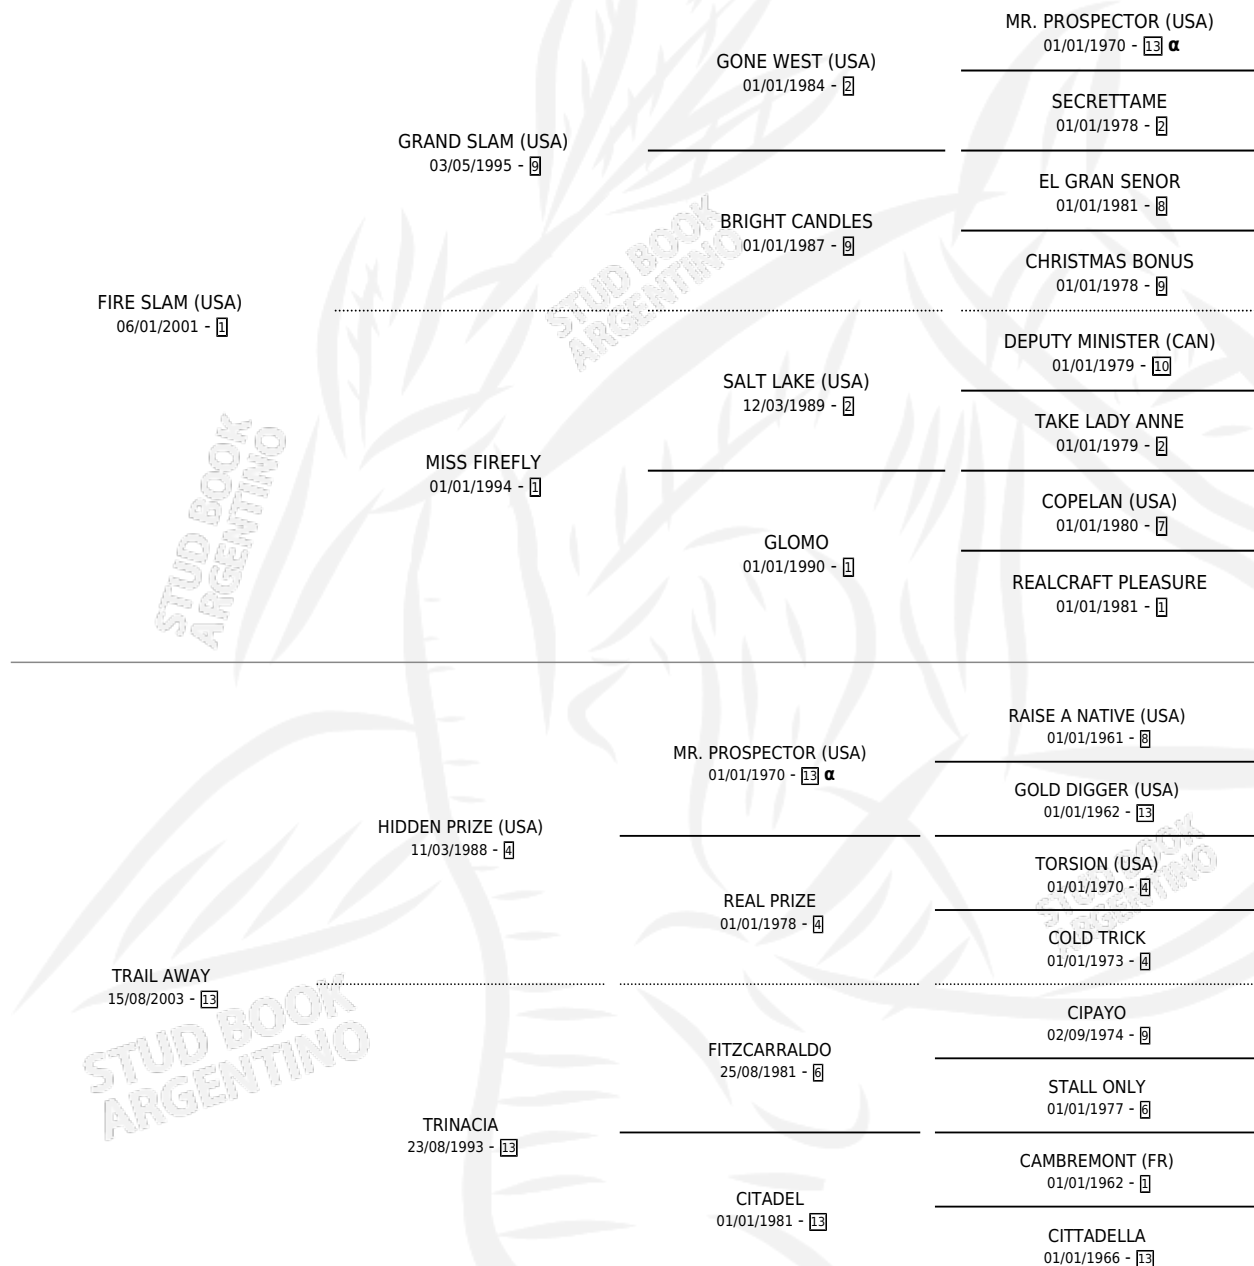 MR. PROSPECTOR (USA)
01/01/1970 - 13 α
GONE WEST (USA)
01/01/1984 - 2
SECRETTAME
01/01/1978 - 2
GRAND SLAM (USA)
03/05/1995 - 9
EL GRAN SENOR
01/01/1981 - 8
BRIGHT CANDLES
01/01/1987 - 9
CHRISTMAS BONUS
01/01/1978 - 9
FIRE SLAM (USA)
06/01/2001 - 1
DEPUTY MINISTER (CAN)
01/01/1979 - 10
SALT LAKE (USA)
12/03/1989 - 2
TAKE LADY ANNE
01/01/1979 - 2
MISS FIREFLY
01/01/1994 - 1
COPELAN (USA)
01/01/1980 - 7
GLOMO
01/01/1990 - 1
REALCRAFT PLEASURE
01/01/1981 - 1
STUD BOOK
ARGENTINO
STUD BOOK
ARGENTINO
RAISE A NATIVE (USA)
01/01/1961 - 8
MR. PROSPECTOR (USA)
01/01/1970 - 13 α
GOLD DIGGER (USA)
01/01/1962 - 13
HIDDEN PRIZE (USA)
11/03/1988 - 4
TORSION (USA)
01/01/1970 - 4
REAL PRIZE
01/01/1978 - 4
COLD TRICK
01/01/1973 - 4
TRAIL AWAY
15/08/2003 - 13
CIPAYO
02/09/1974 - 9
FITZCARRALDO
25/08/1981 - 6
STALL ONLY
01/01/1977 - 6
TRINACIA
23/08/1993 - 13
CAMBREMONT (FR)
01/01/1962 - 1
CITADEL
01/01/1981 - 13
CITTADELLA
01/01/1966 - 13
STUD BOOK
ARGENTINO
STUD BOOK
ARGENTINO